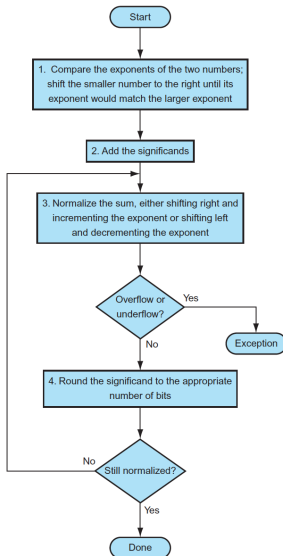 Start
1. Compare the exponents of the two numbers;
shift the smaller number to the right until its
exponent would match the larger exponent
2. Add the significands
3. Normalize the sum, either shifting right and
incrementing the exponent or shifting left
and decrementing the exponent
Overflow or
underflow?
Yes
Exception
No
4. Round the significand to the appropriate
number of bits
No
Still normalized?
Yes
Done